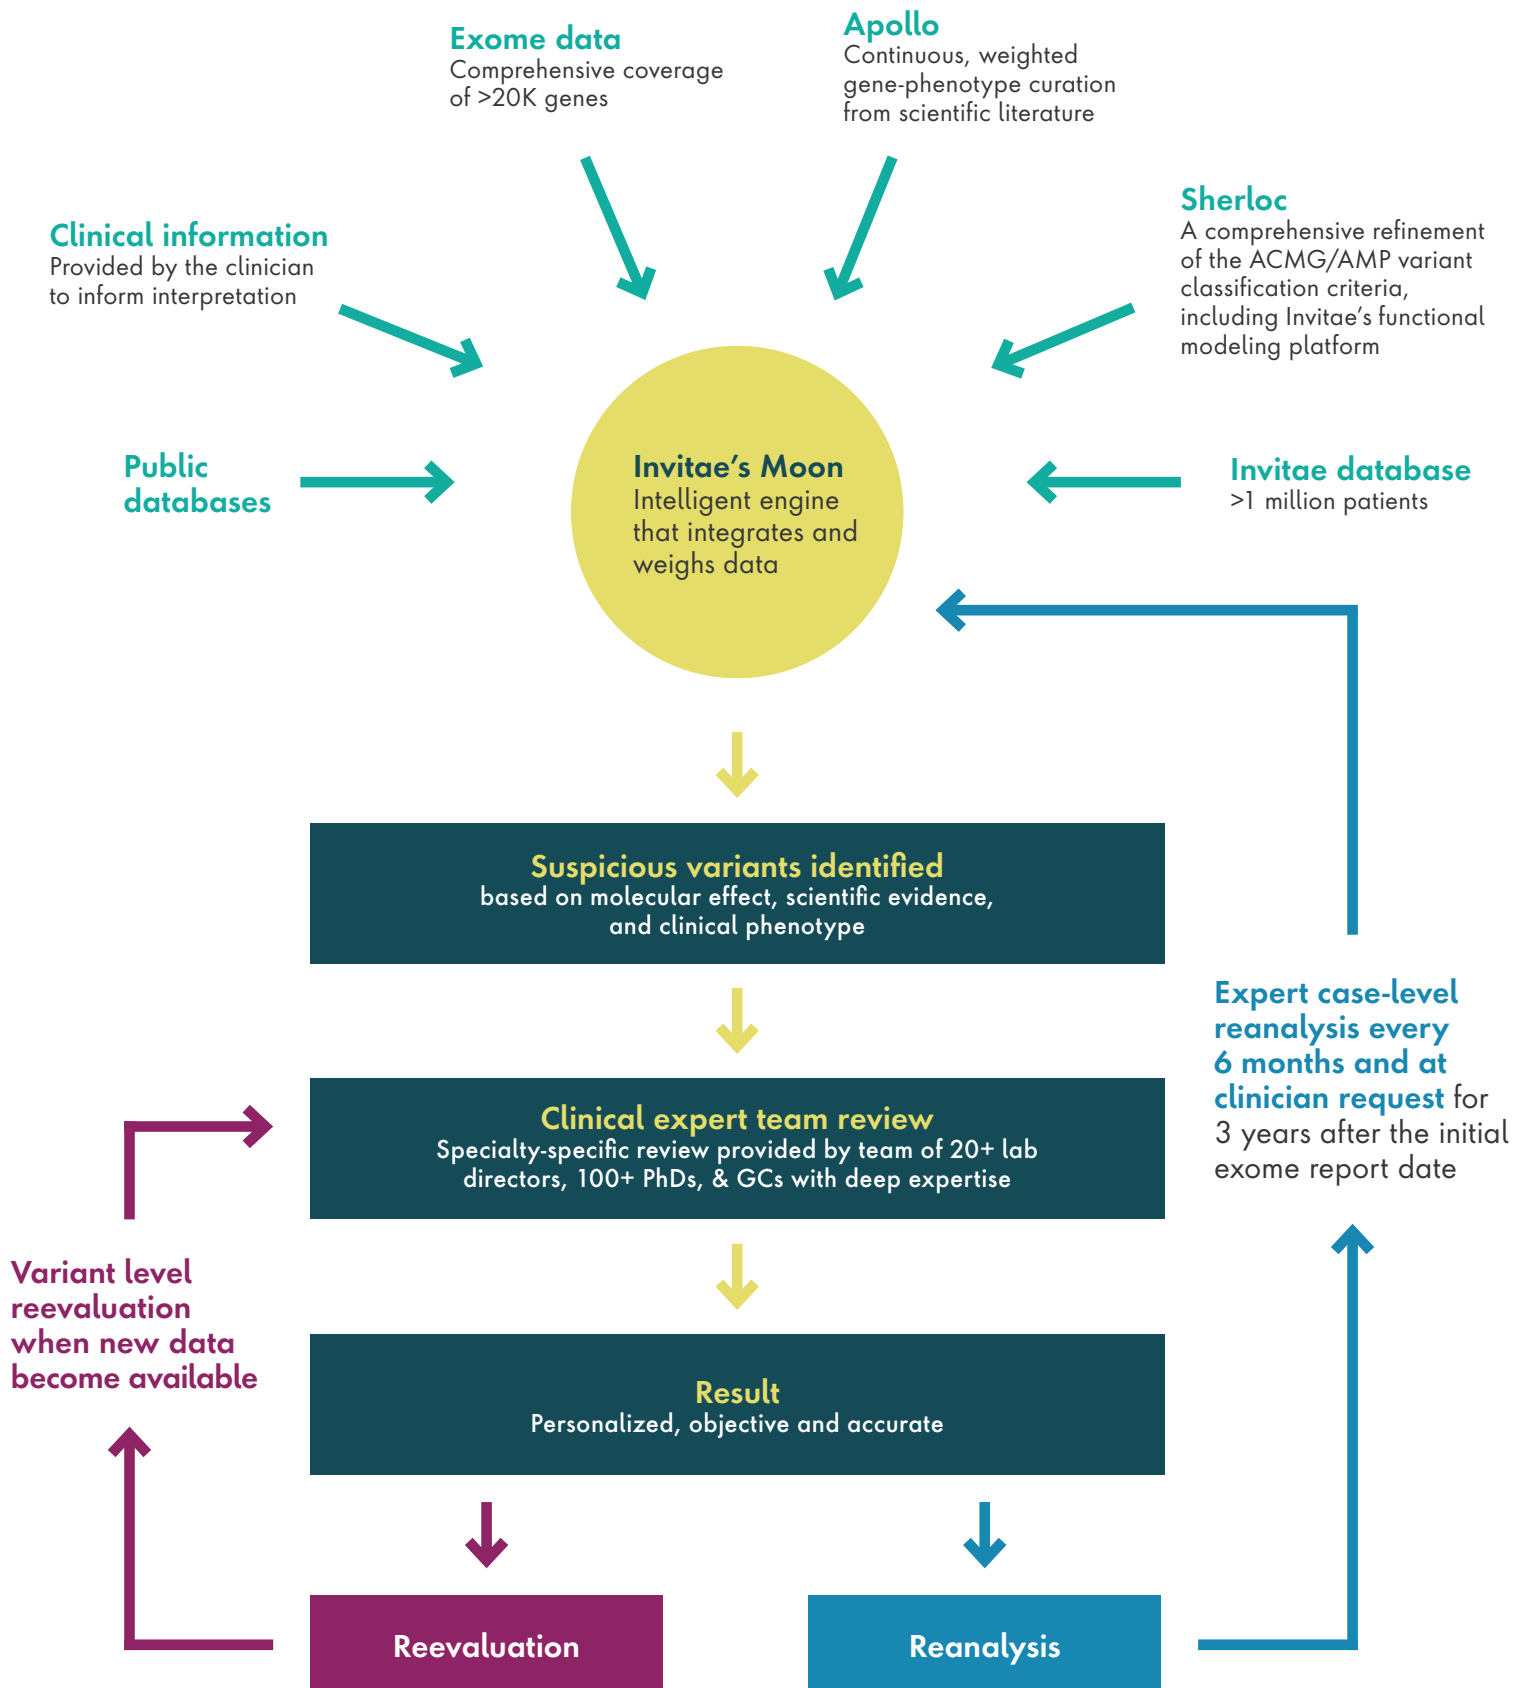 Exome data
Comprehensive coverage
of >20K genes
Apollo
Continuous, weighted
gene-phenotype curation
from scientific literature
Clinical information
Provided by the clinician
to inform interpretation
Sherloc
A comprehensive refinement
of the ACMG/AMP variant
classification criteria,
including Invitae’s functional
modeling platform
Public
databases
Invitae’s Moon
Intelligent engine
that integrates and
weighs data
Invitae database
>1 million patients
Suspicious variants identified
based on molecular effect, scientific evidence,
and clinical phenotype
Expert case-level
reanalysis every
6 months and at
clinician request for
3 years after the initial
exome report date
Clinical expert team review
Specialty-specific review provided by team of 20+ lab
directors, 100+ PhDs, & GCs with deep expertise
Variant level
reevaluation
when new data
become available
Result
Personalized, objective and accurate
Reevaluation
Reanalysis